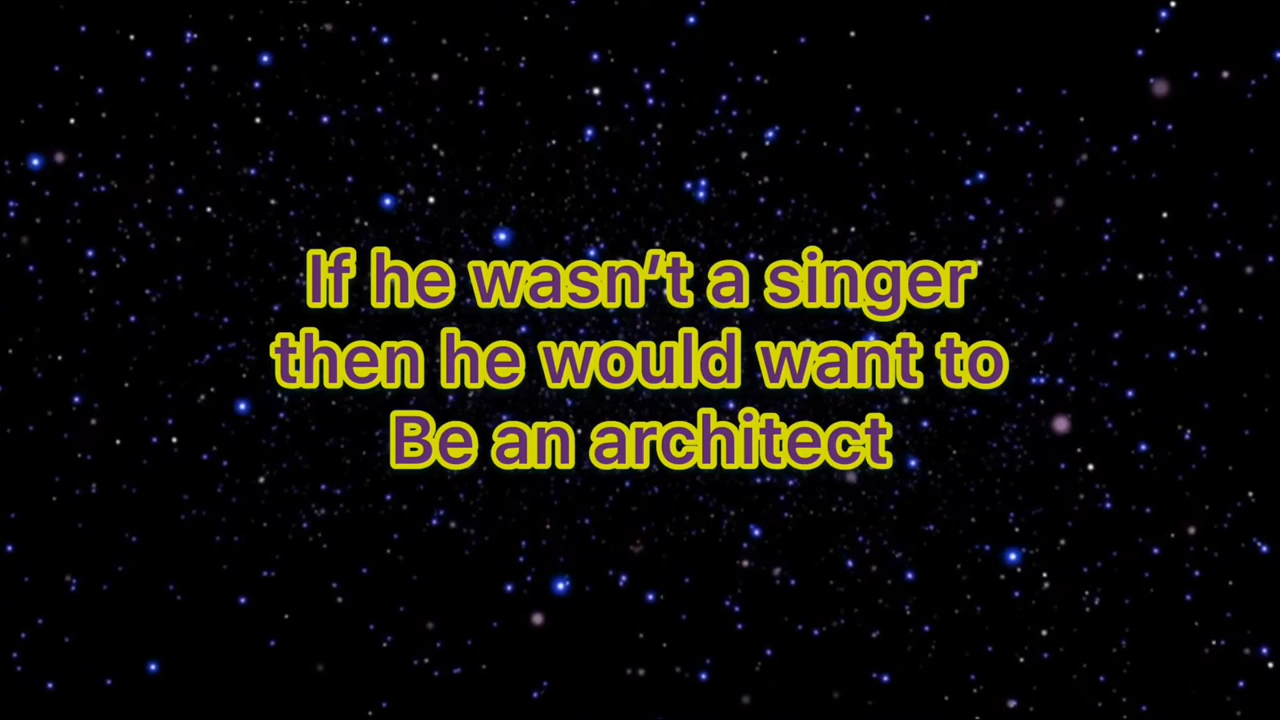 If he wasn’t a singer
then he would want to
Be an architect